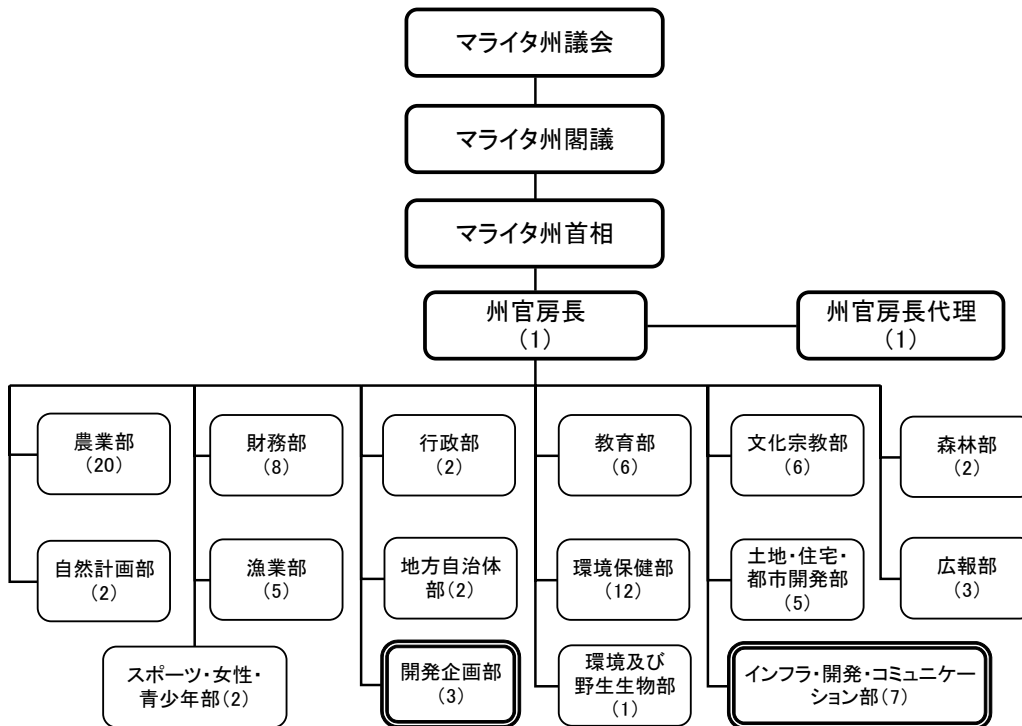 マライタ州議会
マライタ州閣議
マライタ州首相
州官房長
(1)
州官房長代理
(1)
農業部
(20)
財務部
(8)
行政部
(2)
教育部
(6)
文化宗教部
(6)
森林部
(2)
自然計画部
(2)
漁業部
(5)
地方自治体
部(2)
環境保健部
(12)
土地・住宅・
都市開発部
(5)
広報部
(3)
スポーツ・女性・
青少年部(2)
開発企画部
(3)
環境及び
野生生物部
(1)
インフラ・開発・コミュニケー
ション部(7)